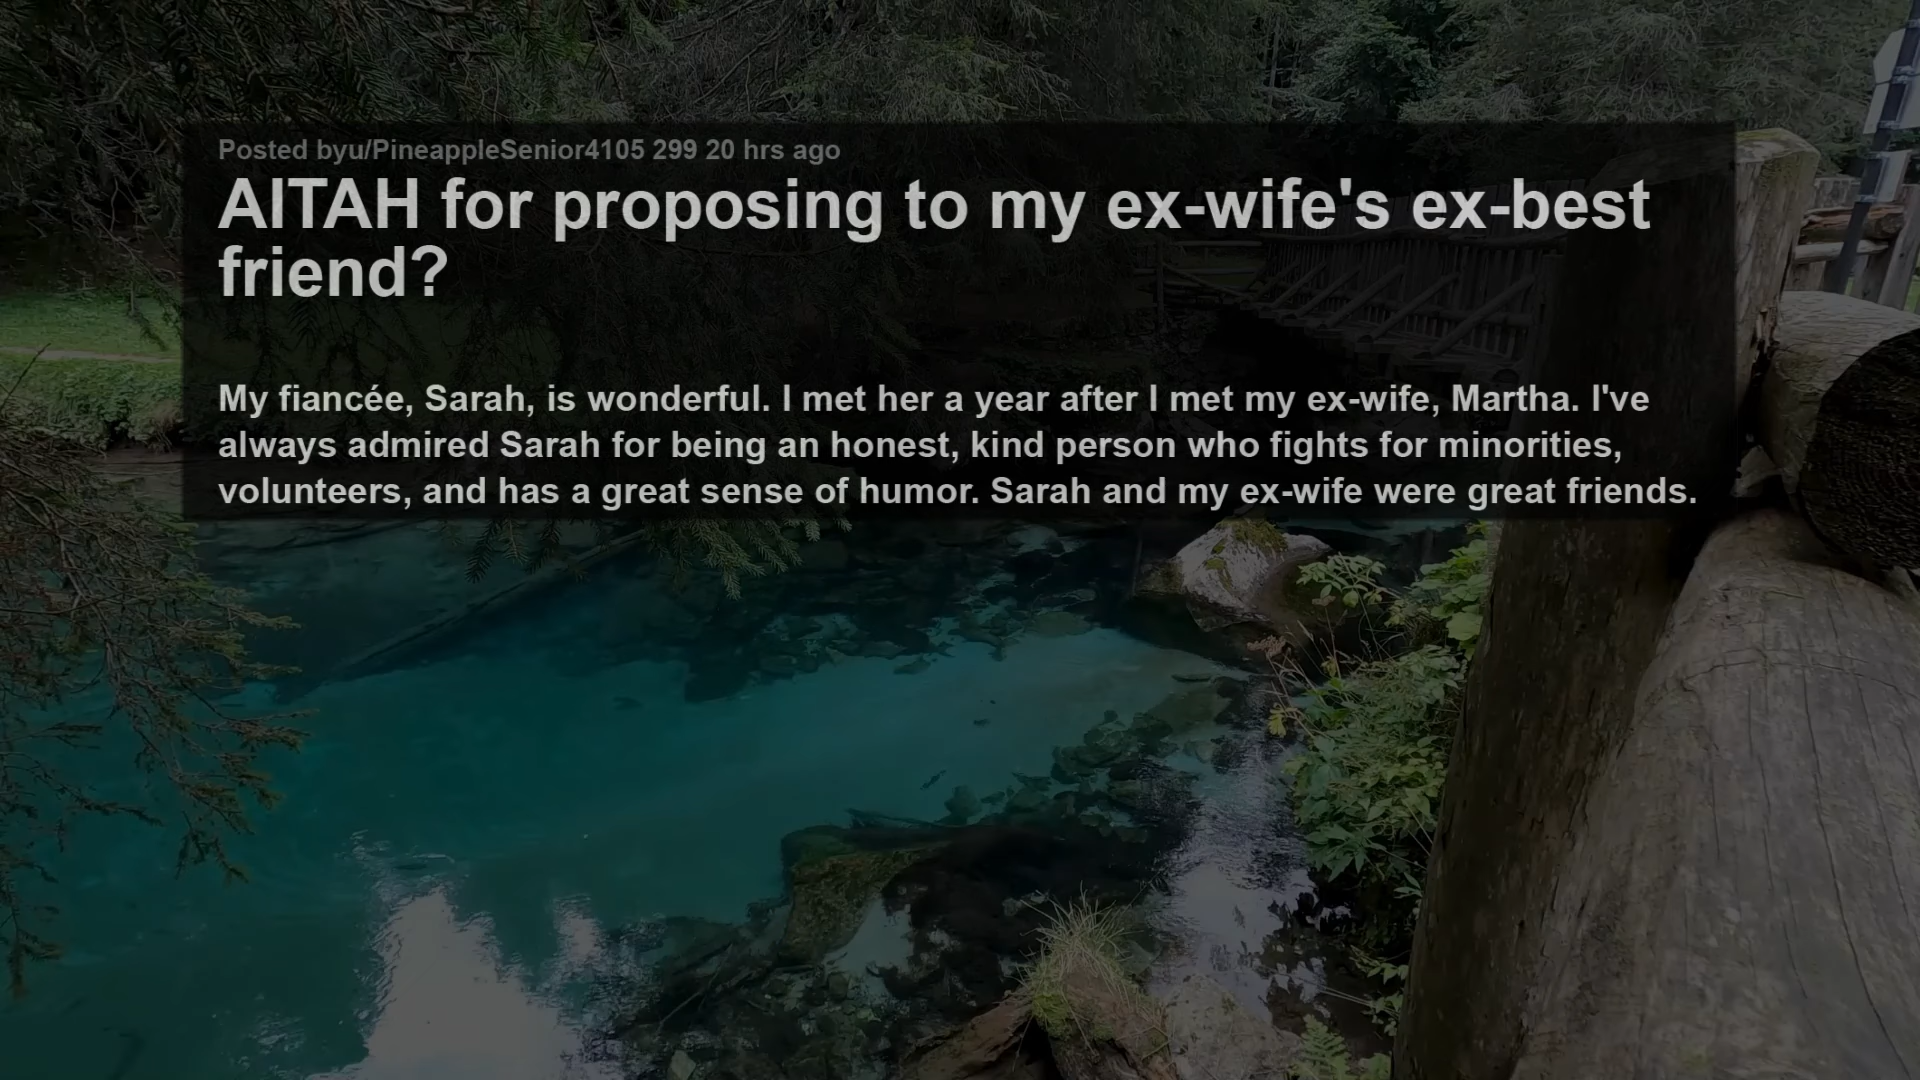 Posted byu/PineappleSenior4105 299 20 hrs ago
AITAH for proposing to my ex-wife's ex-best
friend?
My fiancée, Sarah, is wonderful. I met her a year after I met my ex-wife, Martha. I've
always admired Sarah for being an honest, kind person who fights for minorities,
volunteers, and has a great sense of humor. Sarah and my ex-wife were great friends.